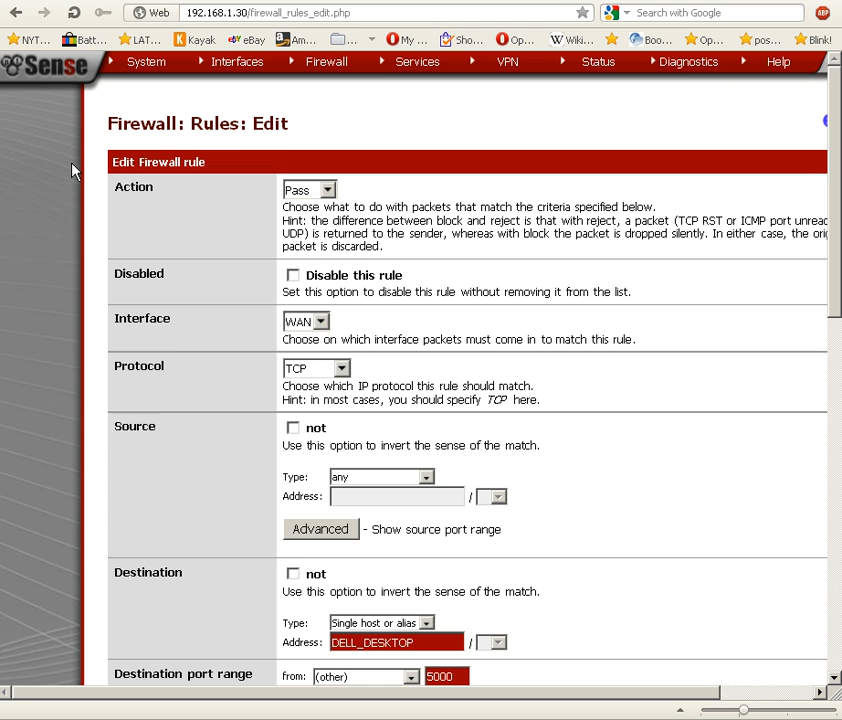 Web 192.168.1.30/firewall_rules_edit.php Search with Google ABP
NYT... Batt... LAT... Kayak eBay Am... ... My ... Sho... Op... Wiki... Boo... Op... pos... Blink!
Sense System Interfaces Firewall Services VPN Status Diagnostics Help
Firewall: Rules: Edit
Edit Firewall rule
Action
Pass
Choose what to do with packets that match the criteria specified below.
Hint: the difference between block and reject is that with reject, a packet (TCP RST or ICMP port unreac
UDP) is returned to the sender, whereas with block the packet is dropped silently. In either case, the ori
packet is discarded.
Disabled
Disable this rule
Set this option to disable this rule without removing it from the list.
Interface
WAN
Choose on which interface packets must come in to match this rule.
Protocol
TCP
Choose which IP protocol this rule should match.
Hint: in most cases, you should specify TCP here.
Source
not
Use this option to invert the sense of the match.
Type: any
Address: /
Advanced - Show source port range
Destination
not
Use this option to invert the sense of the match.
Type: Single host or alias
Address: DELL_DESKTOP /
Destination port range
from: (other) 5000